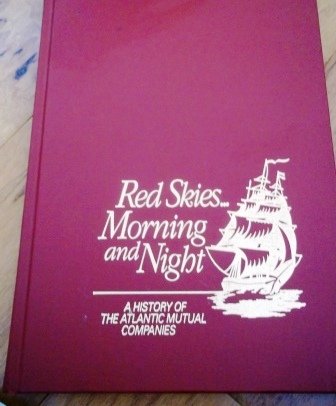 Red Skies...
Morning
and Night
A HISTORY OF
THE ATLANTIC MUTUAL
COMPANIES